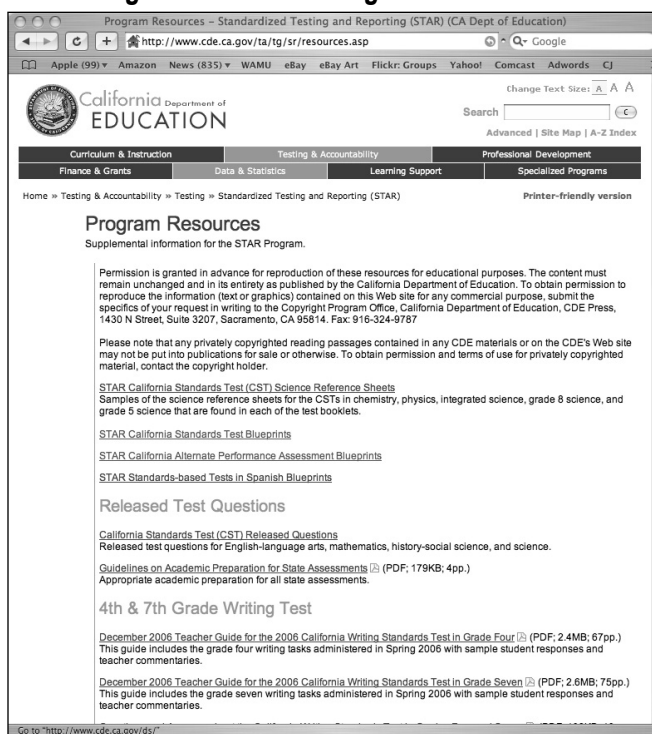 Program Resources – Standardized Testing and Reporting (STAR) (CA Dept of Education)
http://www.cde.ca.gov/ta/tg/sr/resources.asp
Google
Apple (99) Amazon News (835) WAMU eBay eBay Art Flickr: Groups Yahoo! Comcast Adwords CJ
Change Text Size: A A A
California Department of
EDUCATION
Search
Advanced | Site Map | A-Z Index
Curriculum & Instruction Testing & Accountability Professional Development
Finance & Grants Data & Statistics Learning Support Specialized Programs
Home » Testing & Accountability » Testing » Standardized Testing and Reporting (STAR) Printer-friendly version
Program Resources
Supplemental information for the STAR Program.
Permission is granted in advance for reproduction of these resources for educational purposes. The content must
remain unchanged and in its entirety as published by the California Department of Education. To obtain permission to
reproduce the information (text or graphics) contained on this Web site for any commercial purpose, submit the
specifics of your request in writing to the Copyright Program Office, California Department of Education, CDE Press,
1430 N Street, Suite 3207, Sacramento, CA 95814. Fax: 916-324-9787
Please note that any privately copyrighted reading passages contained in any CDE materials or on the CDE's Web site
may not be put into publications for sale or otherwise. To obtain permission and terms of use for privately copyrighted
material, contact the copyright holder.
STAR California Standards Test (CST) Science Reference Sheets
Samples of the science reference sheets for the CSTs in chemistry, physics, integrated science, grade 8 science, and
grade 5 science that are found in each of the test booklets.
STAR California Standards Test Blueprints
STAR California Alternate Performance Assessment Blueprints
STAR Standards-based Tests in Spanish Blueprints
Released Test Questions
California Standards Test (CST) Released Questions
Released test questions for English-language arts, mathematics, history-social science, and science.
Guidelines on Academic Preparation for State Assessments (PDF; 179KB; 4pp.)
Appropriate academic preparation for all state assessments.
4th & 7th Grade Writing Test
December 2006 Teacher Guide for the 2006 California Writing Standards Test in Grade Four (PDF; 2.4MB; 67pp.)
This guide includes the grade four writing tasks administered in Spring 2006 with sample student responses and
teacher commentaries.
December 2006 Teacher Guide for the 2006 California Writing Standards Test in Grade Seven (PDF; 2.6MB; 75pp.)
This guide includes the grade seven writing tasks administered in Spring 2006 with sample student responses and
teacher commentaries.
Go to "http://www.cde.ca.gov/ds/"